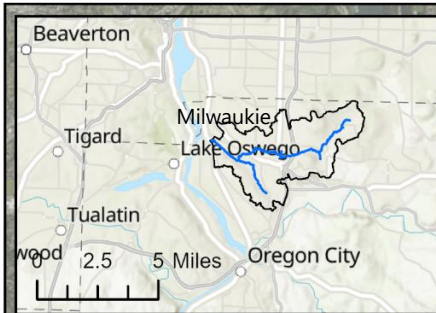 Beaverton
Milwaukie
Tigard
Lake Oswego
Tualatin
wood
Oregon City
0 2.5 5 Miles